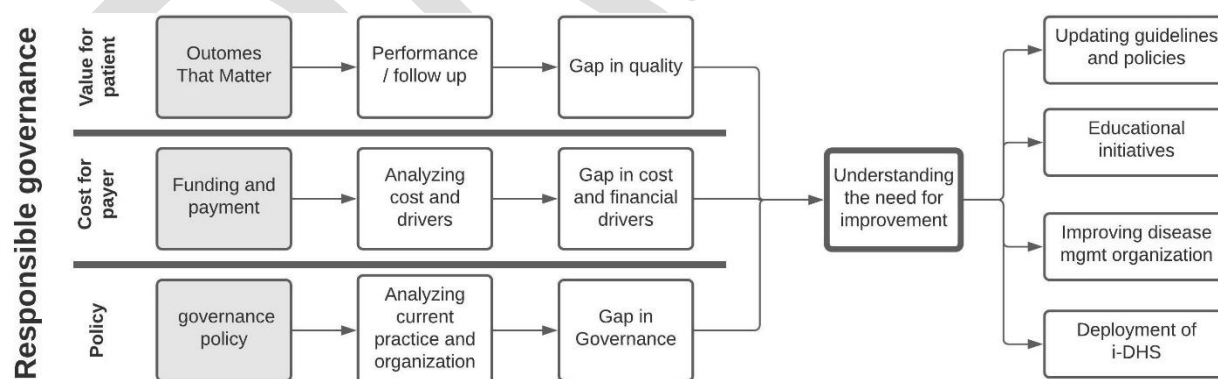 Responsible governance
Value for
patient
Outcomes
That Matter
Performance
/ follow up
Gap in quality
Cost for
payer
Funding and
payment
Analyzing
cost and
drivers
Gap in cost
and financial
drivers
Policy
governance
policy
Analyzing
current
practice and
organization
Gap in
Governance
Understanding
the need for
improvement
Updating guidelines
and policies
Educational
initiatives
Improving disease
mgmt organization
Deployment of
i-DHS